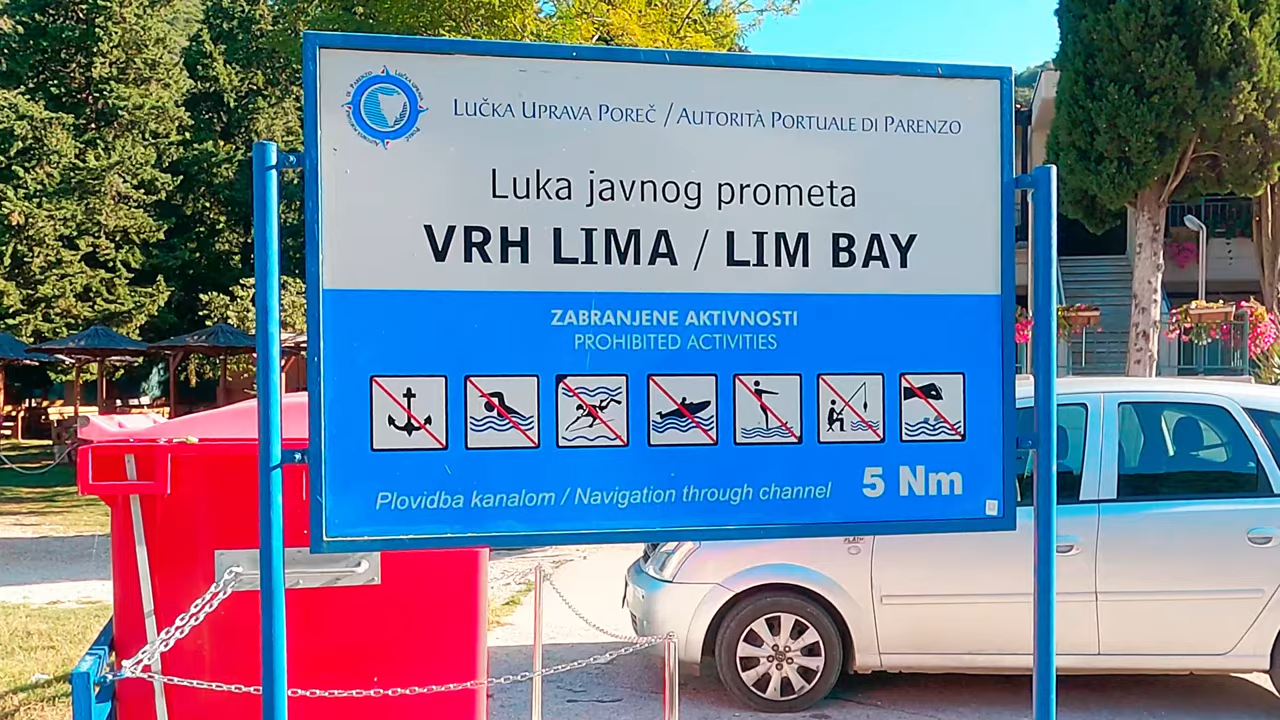 LUČKA UPRAVA POREČ / AUTORITÀ PORTUALE DI PARENZO
Luka javnog prometa
VRH LIMA / LIM BAY
ZABRANJENE AKTIVNOSTI
PROHIBITED ACTIVITIES
Plovidba kanalom / Navigation through channel 5 Nm